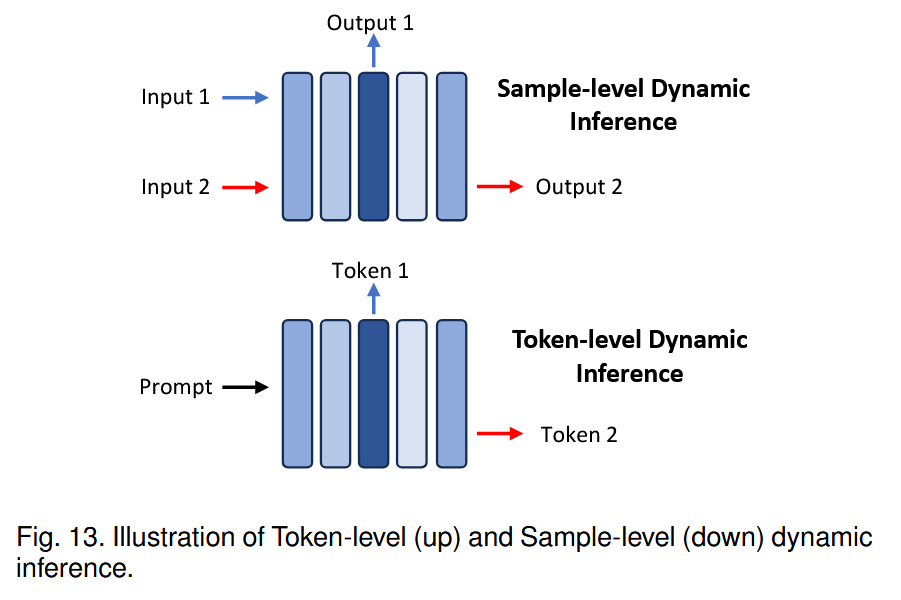 Output 1
Input 1
Sample-level Dynamic
Inference
Input 2
Output 2
Token 1
Token-level Dynamic
Inference
Prompt
Token 2
Fig. 13. Illustration of Token-level (up) and Sample-level (down) dynamic
inference.